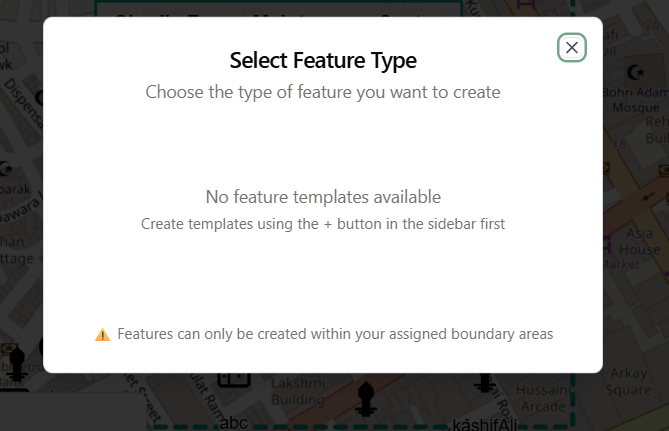 Select Feature Type
Choose the type of feature you want to create
No feature templates available
Create templates using the + button in the sidebar first
⚠ Features can only be created within your assigned boundary areas
Bohri Adam
Mosque
Asia
House
Market
Lakshmi
Building
Hussaini
Arcade
Arkay
Square
abc
kashifAli